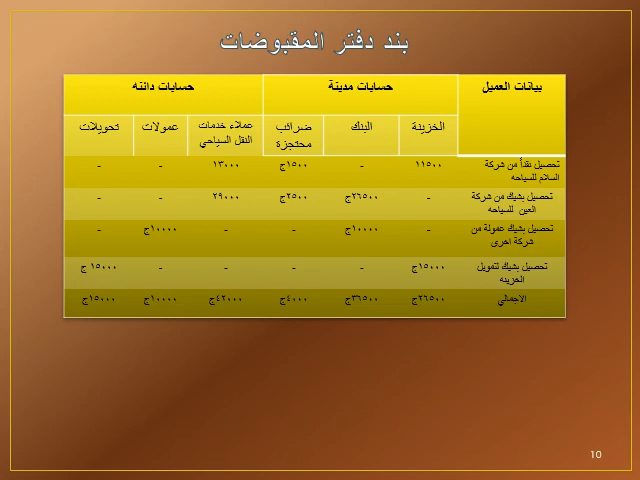 بند دفتر المقبوضات
بيانات العميل حسابات مدينة حسابات دائنه
الخزينة البنك ضرائب محتجزة عملاء خدمات النقل السياحي عمولات تحويلات
تحصيل نقداً من شركة السلام للسياحه ١١٥٠٠ - ١٥٠٠ج ١٣٠٠٠ - -
تحصيل بشيك من شركة العين للسياحه - ٢٦٥٠٠ج ٢٥٠٠ج ٢٩٠٠٠ - -
تحصيل بشيك عمولة من شركة اخرى - ١٠٠٠٠ج - - ١٠٠٠٠ج -
تحصيل بشيك لتمويل الخزينه ١٥٠٠٠ج - - - - ١٥٠٠٠ ج
الاجمالي ٢٦٥٠٠ج ٣٦٥٠٠ج ٤٠٠٠ج ٤٢٠٠٠ج ١٠٠٠٠ج ١٥٠٠٠ج
10